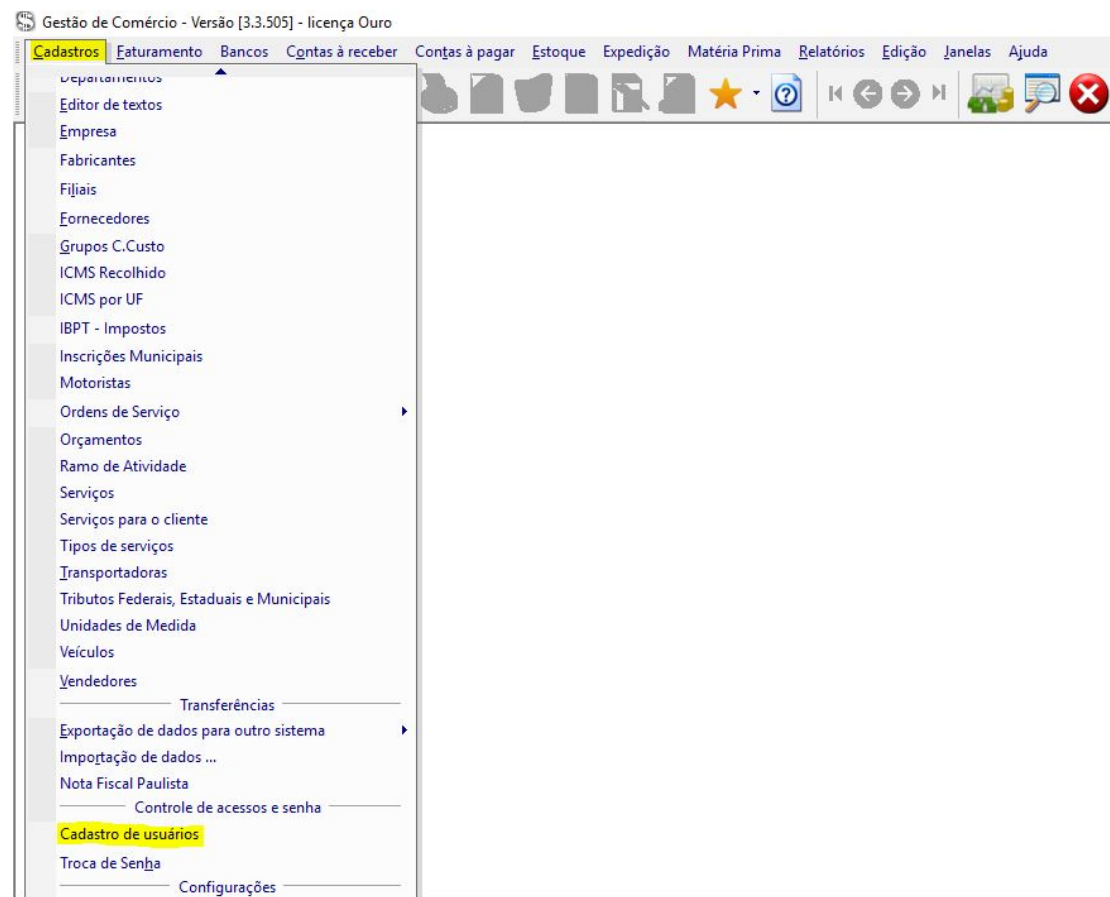 Gestão de Comércio - Versão [3.3.505] - licença Ouro
Cadastros Faturamento Bancos Contas à receber Contas à pagar Estoque Expedição Matéria Prima Relatórios Edição Janelas Ajuda
Departamentos
Editor de textos
Empresa
Fabricantes
Filiais
Fornecedores
Grupos C.Custo
ICMS Recolhido
ICMS por UF
IBPT - Impostos
Inscrições Municipais
Motoristas
Ordens de Serviço
Orçamentos
Ramo de Atividade
Serviços
Serviços para o cliente
Tipos de serviços
Transportadoras
Tributos Federais, Estaduais e Municipais
Unidades de Medida
Veículos
Vendedores
Transferências
Exportação de dados para outro sistema
Importação de dados ...
Nota Fiscal Paulista
Controle de acessos e senha
Cadastro de usuários
Troca de Senha
Configurações